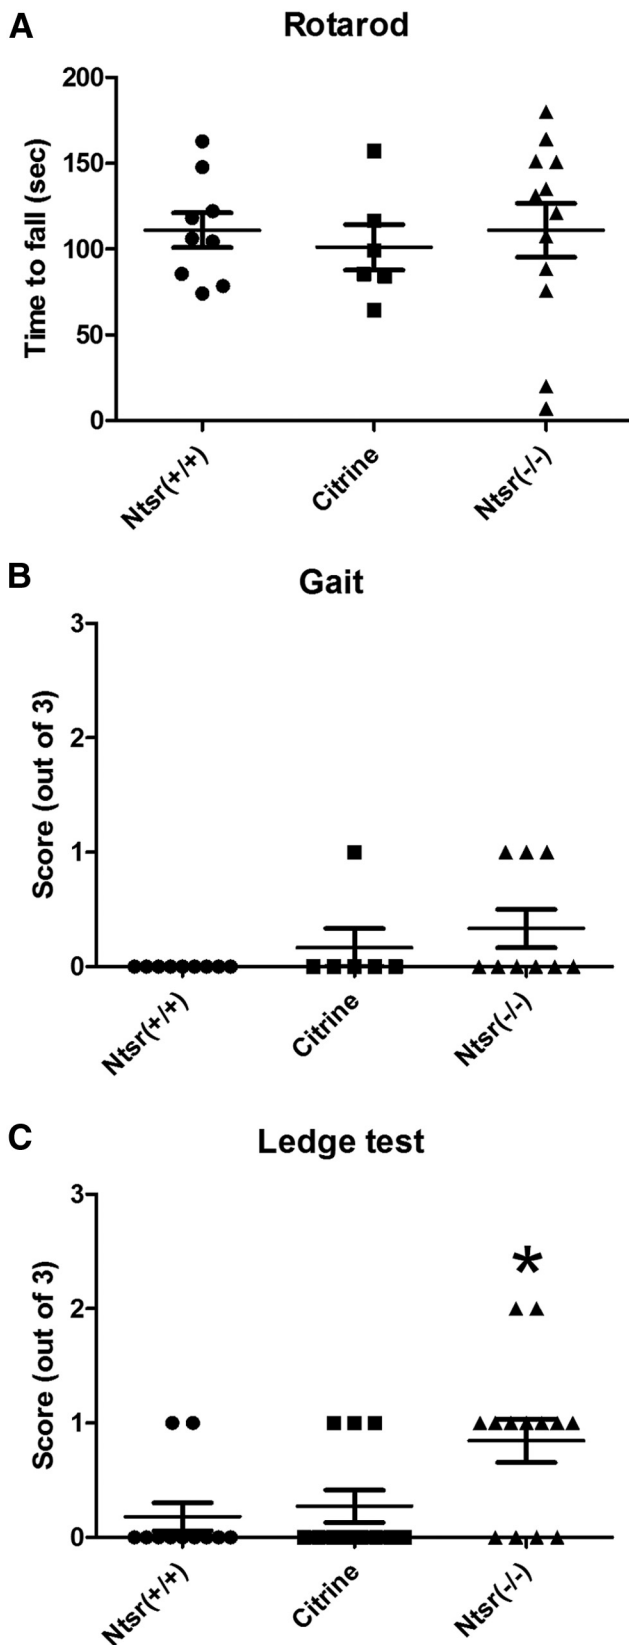 A
Rotarod
Time to fall (sec)
200
150
100
50
0
Ntsr(+/+)
Citrine
Ntsr(-/-)
B
Gait
Score (out of 3)
3
2
1
0
Ntsr(+/+)
Citrine
Ntsr(-/-)
C
Ledge test
Score (out of 3)
3
*
2
1
0
Ntsr(+/+)
Citrine
Ntsr(-/-)